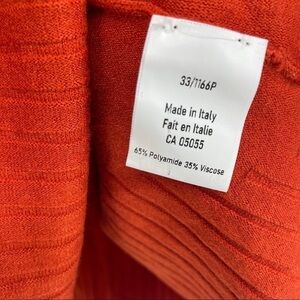 33/1166P
Made in Italy
Fait en Italie
CA 05055
65% Polyamide 35% Viscose